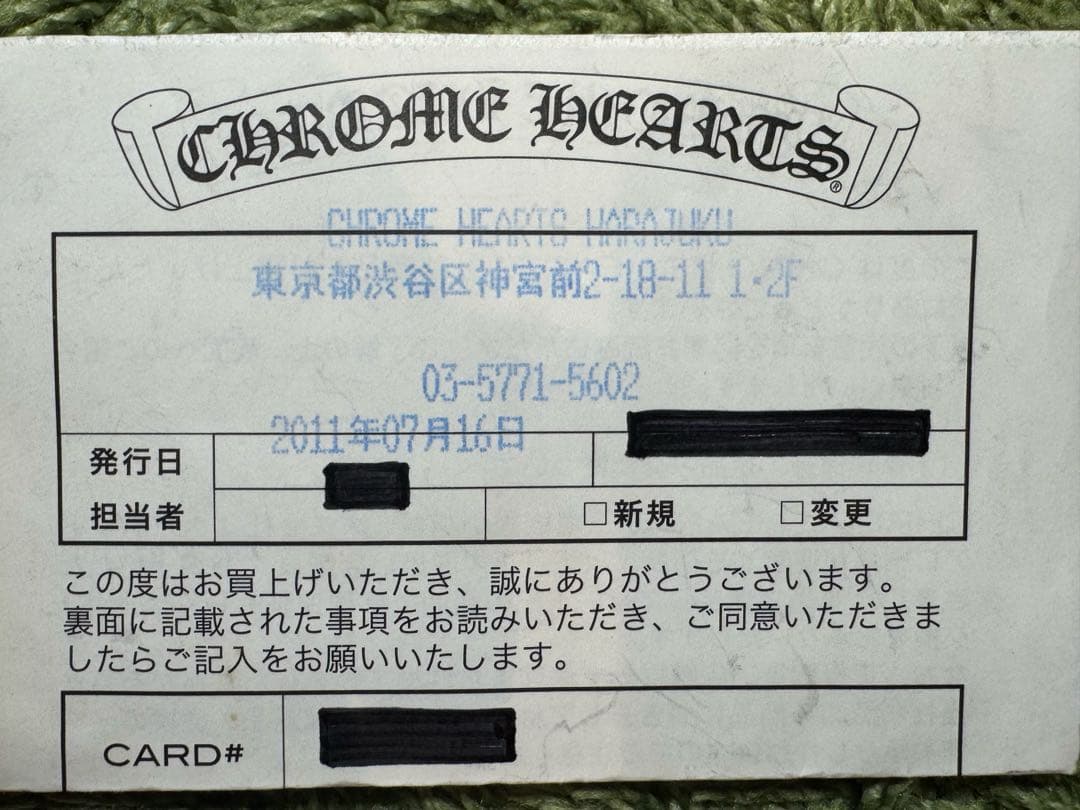 CHROME HEARTS®
CHROME HEARTS HARAJUKU
東京都渋谷区神宮前2-18-11 1・2F
03-5771-5602
2011年07月16日
発行日
担当者
□新規 □変更
この度はお買上げいただき、誠にありがとうございます。
裏面に記載された事項をお読みいただき、ご同意いただきま
したらご記入をお願いいたします。
CARD#